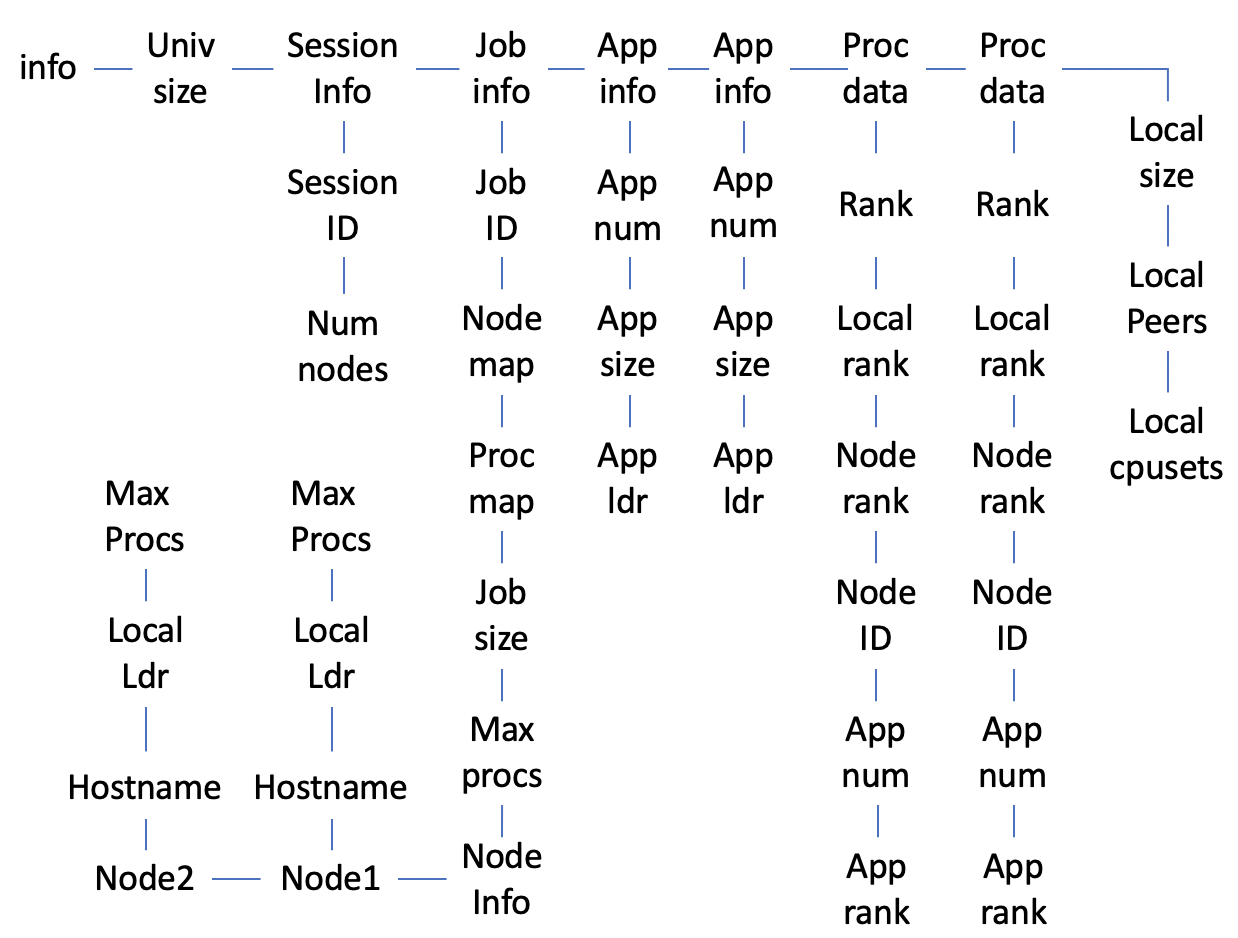 info
Univ
size
Session
Info
Job
info
App
info
App
info
Proc
data
Proc
data
Local
size
Local
Peers
Local
cpusets
Session
ID
Num
nodes
Job
ID
Node
map
Proc
map
Job
size
Max
procs
Node
Info
Node1
Hostname
Local
Ldr
Max
Procs
Node2
Hostname
Local
Ldr
Max
Procs
App
num
App
size
App
ldr
App
num
App
size
App
ldr
Rank
Local
rank
Node
rank
Node
ID
App
num
App
rank
Rank
Local
rank
Node
rank
Node
ID
App
num
App
rank